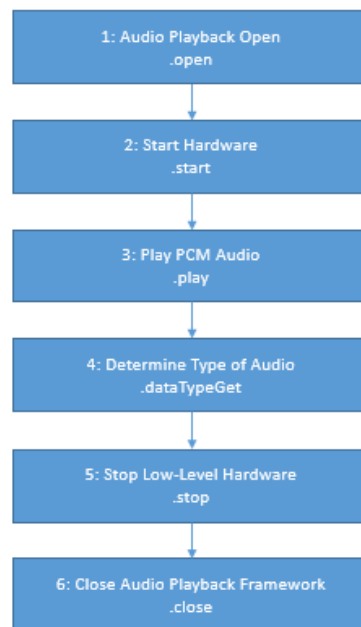 1: Audio Playback Open
.open
2: Start Hardware
.start
3: Play PCM Audio
.play
4: Determine Type of Audio
.dataTypeGet
5: Stop Low-Level Hardware
.stop
6: Close Audio Playback Framework
.close